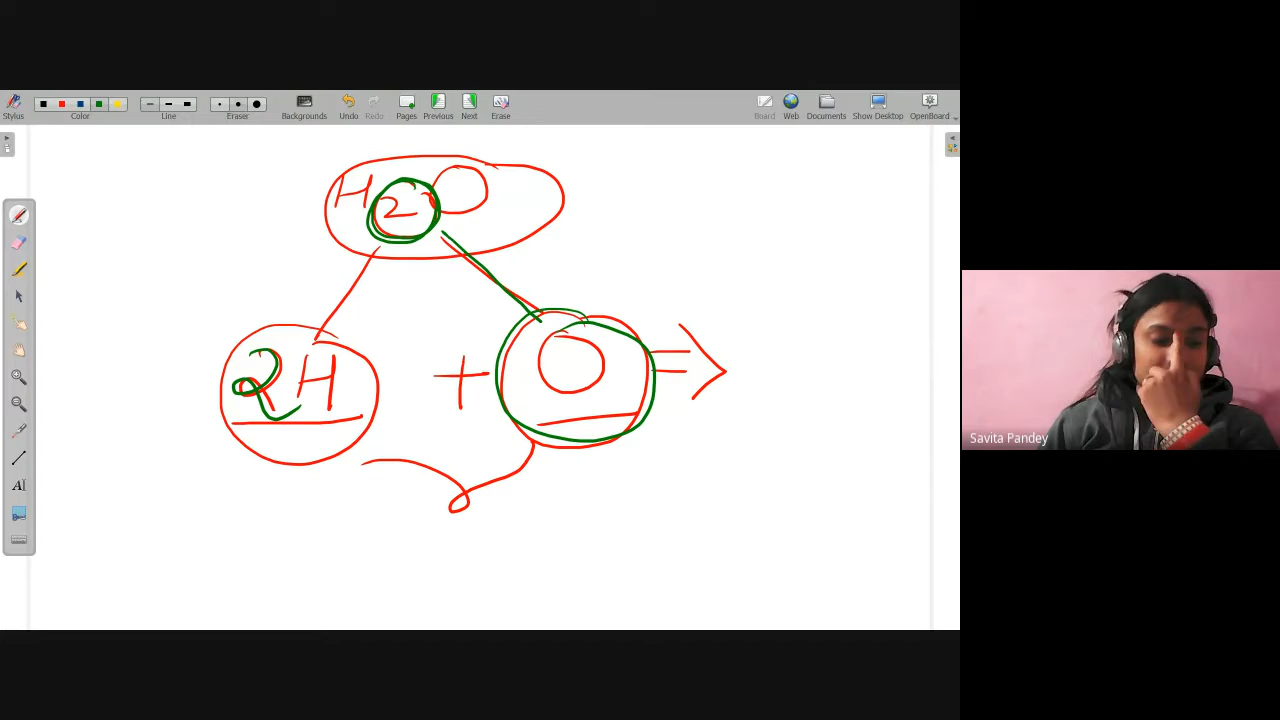 Stylus Color Line Eraser Backgrounds Undo Redo Pages Previous Next Erase Board Web Documents Show Desktop OpenBoard
H2O
2H + O ⇒
A
Savita Pandey